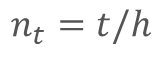 n_t = t/h